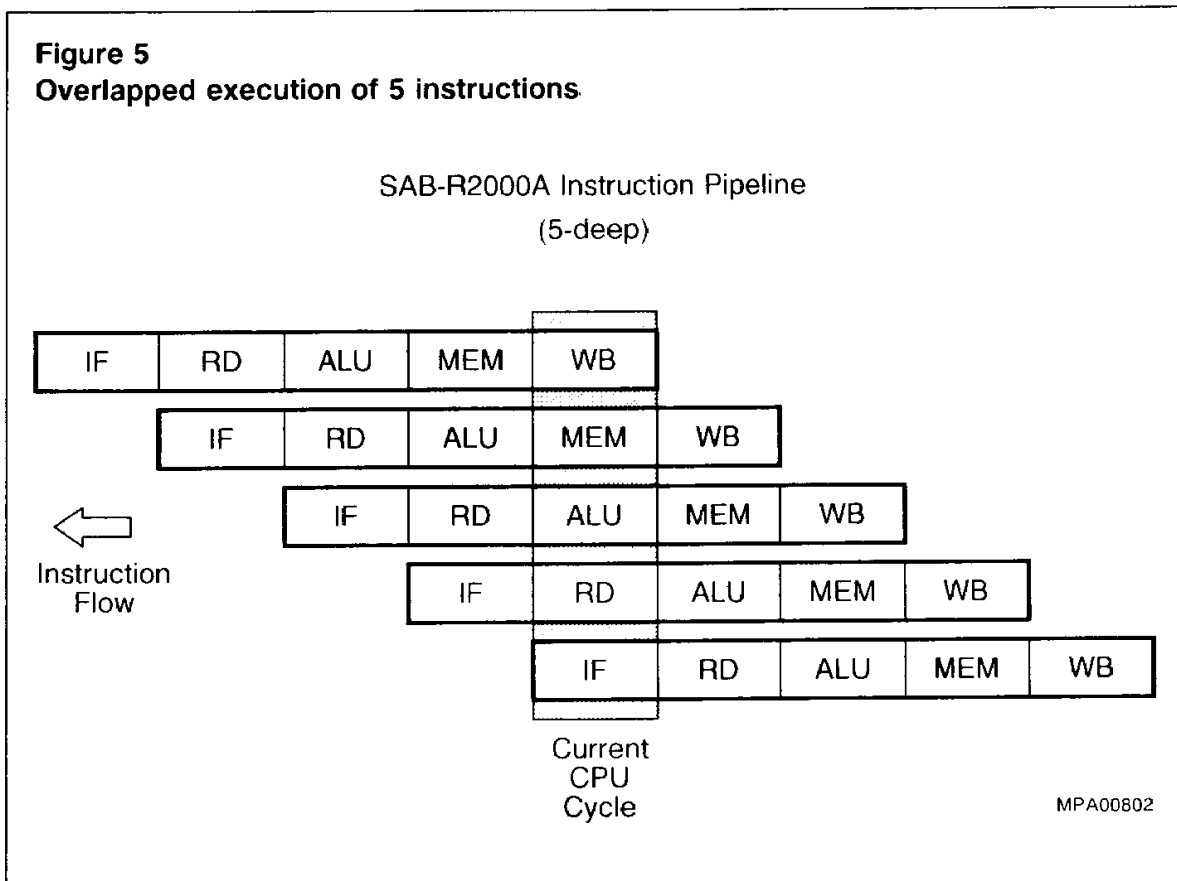 Figure 5
Overlapped execution of 5 instructions
SAB-R2000A Instruction Pipeline
(5-deep)
IF RD ALU MEM WB
IF RD ALU MEM WB
IF RD ALU MEM WB
IF RD ALU MEM WB
IF RD ALU MEM WB
Instruction
Flow
Current
CPU
Cycle
MPA00802